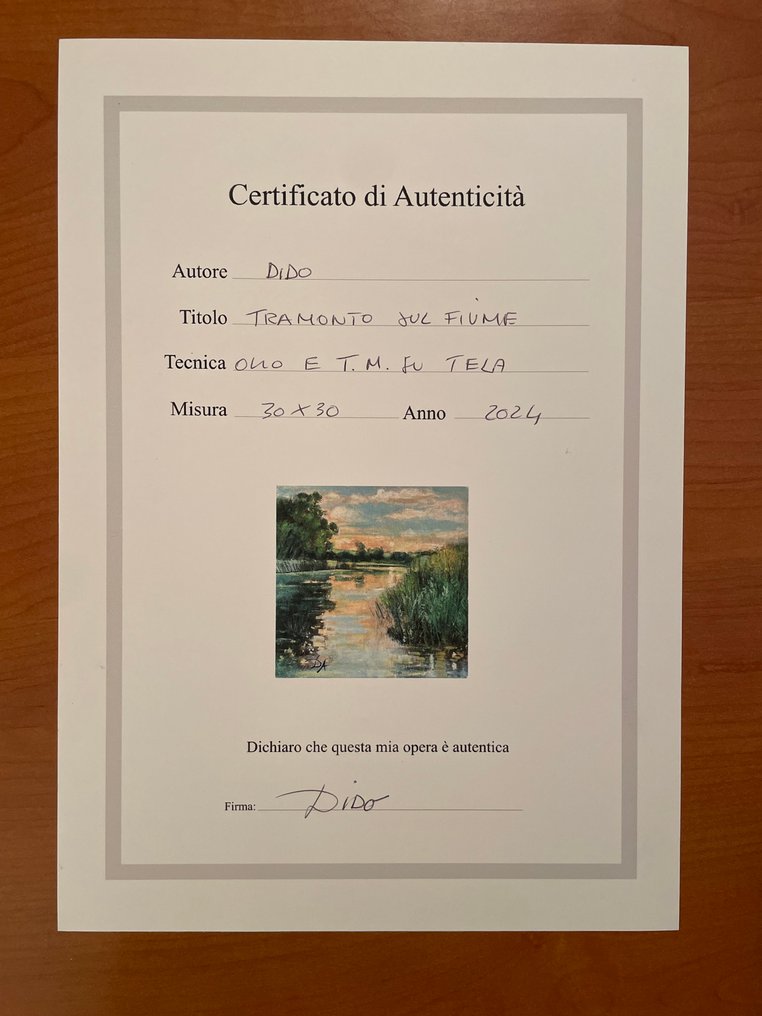 Certificato di Autenticità
Autore DiDO
Titolo TRAMONTO SUL FIUME
Tecnica OLIO E T. M. SU TELA
Misura 30 X 30 Anno 2024
DA
Dichiaro che questa mia opera è autentica
Firma: DiDO